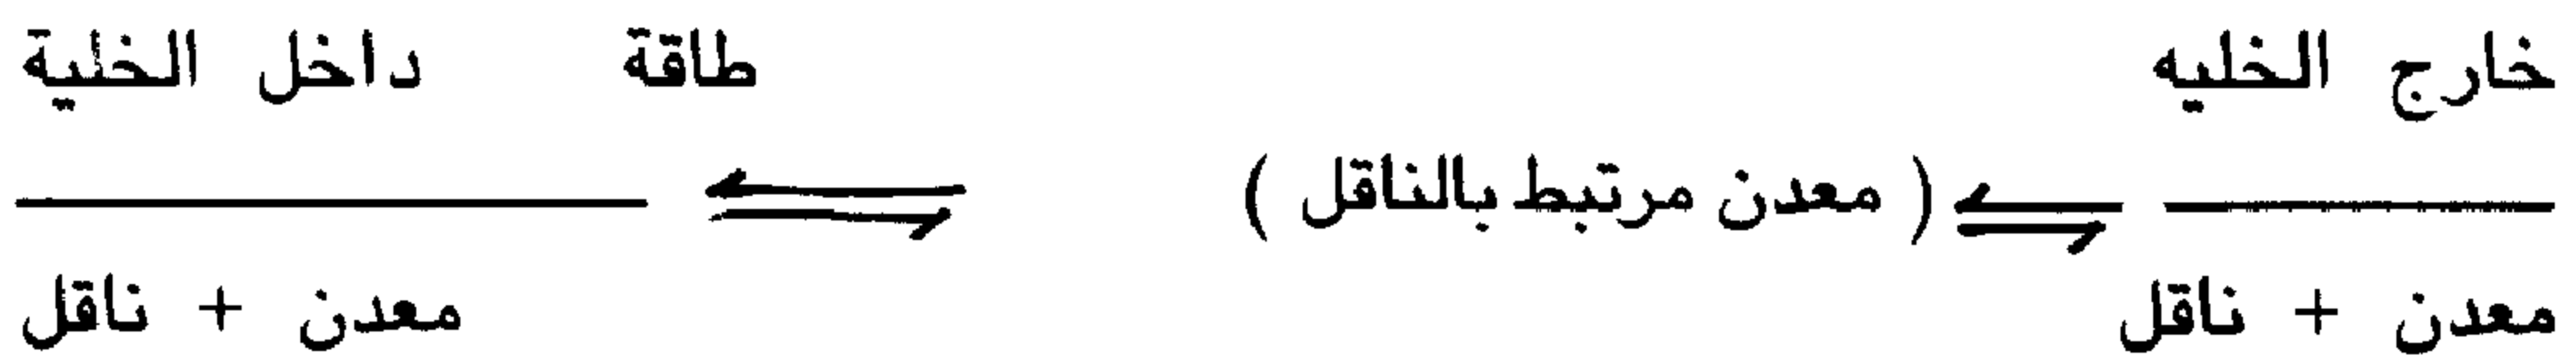 خارج الخليه طاقة داخل الخلية
( معدن مرتبط بالناقل )
معدن + ناقل معدن + ناقل